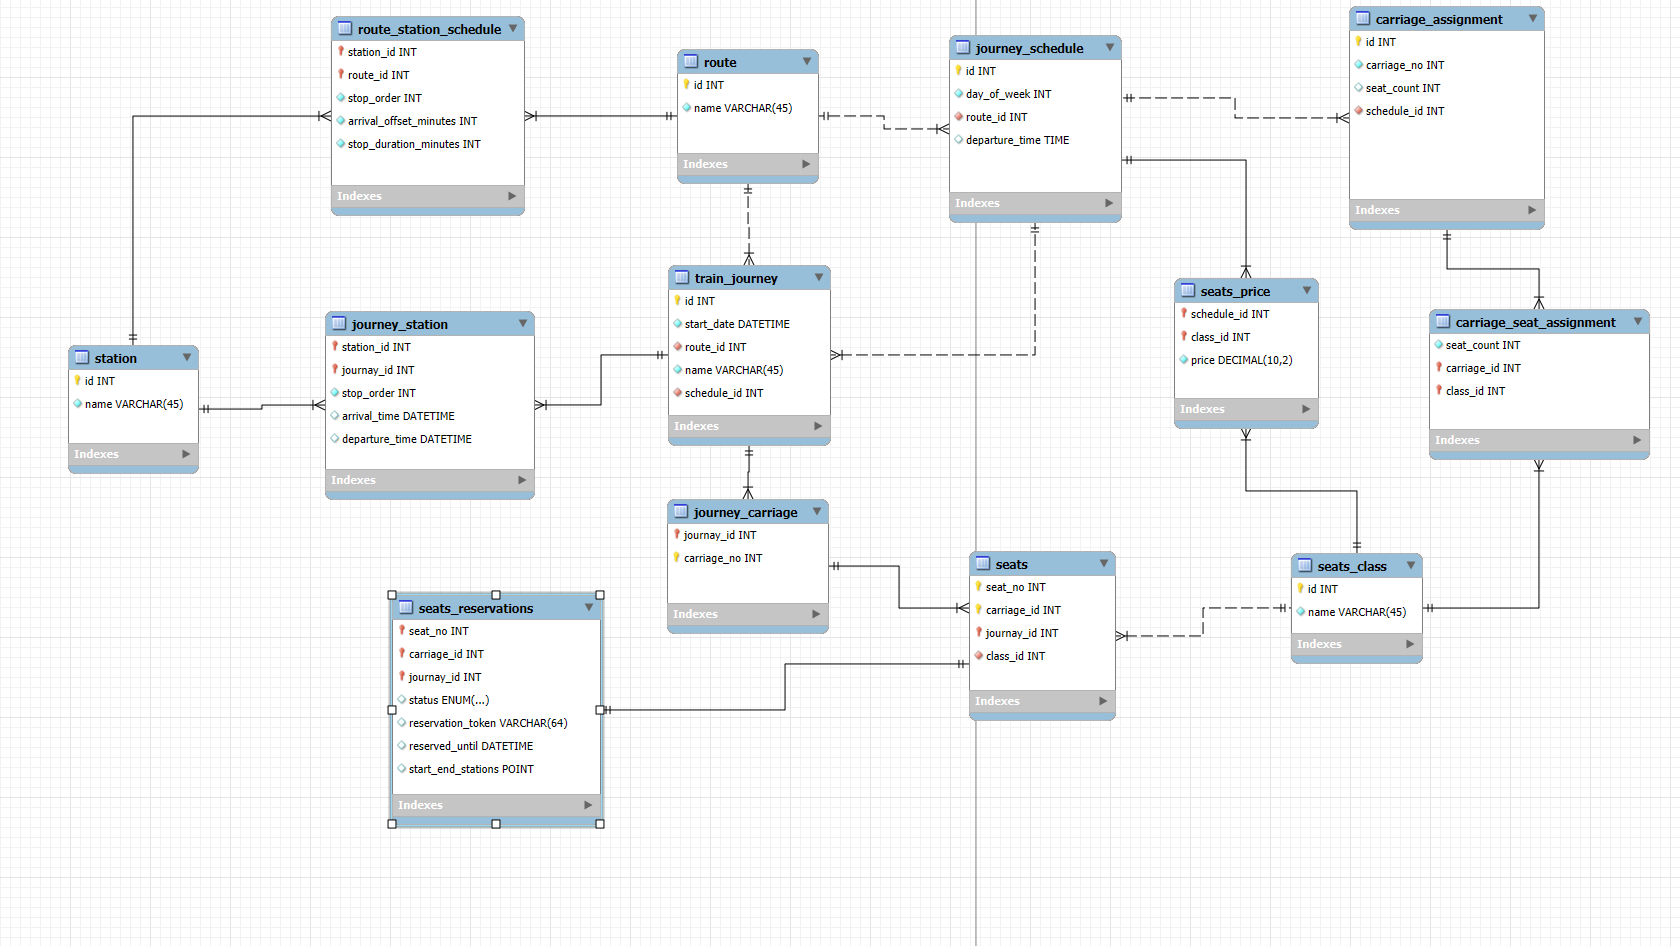 route_station_schedule
station_id INT
route_id INT
stop_order INT
arrival_offset_minutes INT
stop_duration_minutes INT
Indexes
route
id INT
name VARCHAR(45)
Indexes
journey_schedule
id INT
day_of_week INT
route_id INT
departure_time TIME
Indexes
carriage_assignment
id INT
carriage_no INT
seat_count INT
schedule_id INT
Indexes
station
id INT
name VARCHAR(45)
Indexes
journey_station
station_id INT
journay_id INT
stop_order INT
arrival_time DATETIME
departure_time DATETIME
Indexes
train_journey
id INT
start_date DATETIME
route_id INT
name VARCHAR(45)
schedule_id INT
Indexes
seats_price
schedule_id INT
class_id INT
price DECIMAL(10,2)
Indexes
carriage_seat_assignment
seat_count INT
carriage_id INT
class_id INT
Indexes
journey_carriage
journay_id INT
carriage_no INT
Indexes
seats_reservations
seat_no INT
carriage_id INT
journay_id INT
status ENUM(...)
reservation_token VARCHAR(64)
reserved_until DATETIME
start_end_stations POINT
Indexes
seats
seat_no INT
carriage_id INT
journay_id INT
class_id INT
Indexes
seats_class
id INT
name VARCHAR(45)
Indexes